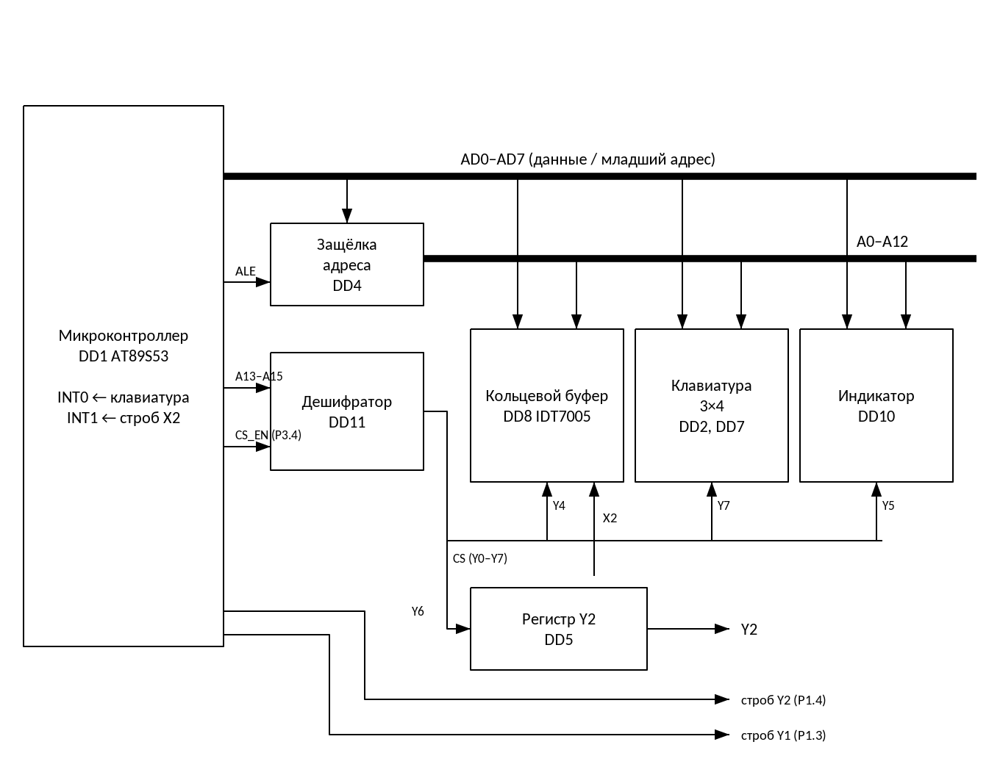 AD0–AD7 (данные / младший адрес)
A0–A12
Защёлка
адреса
DD4
ALE
Микроконтроллер
DD1 AT89S53
INT0 ← клавиатура
INT1 ← строб X2
A13–A15
Дешифратор
DD11
CS_EN (P3.4)
Кольцевой буфер
DD8 IDT7005
Клавиатура
3×4
DD2, DD7
Индикатор
DD10
Y4
X2
Y7
Y5
CS (Y0–Y7)
Y6
Регистр Y2
DD5
Y2
строб Y2 (P1.4)
строб Y1 (P1.3)